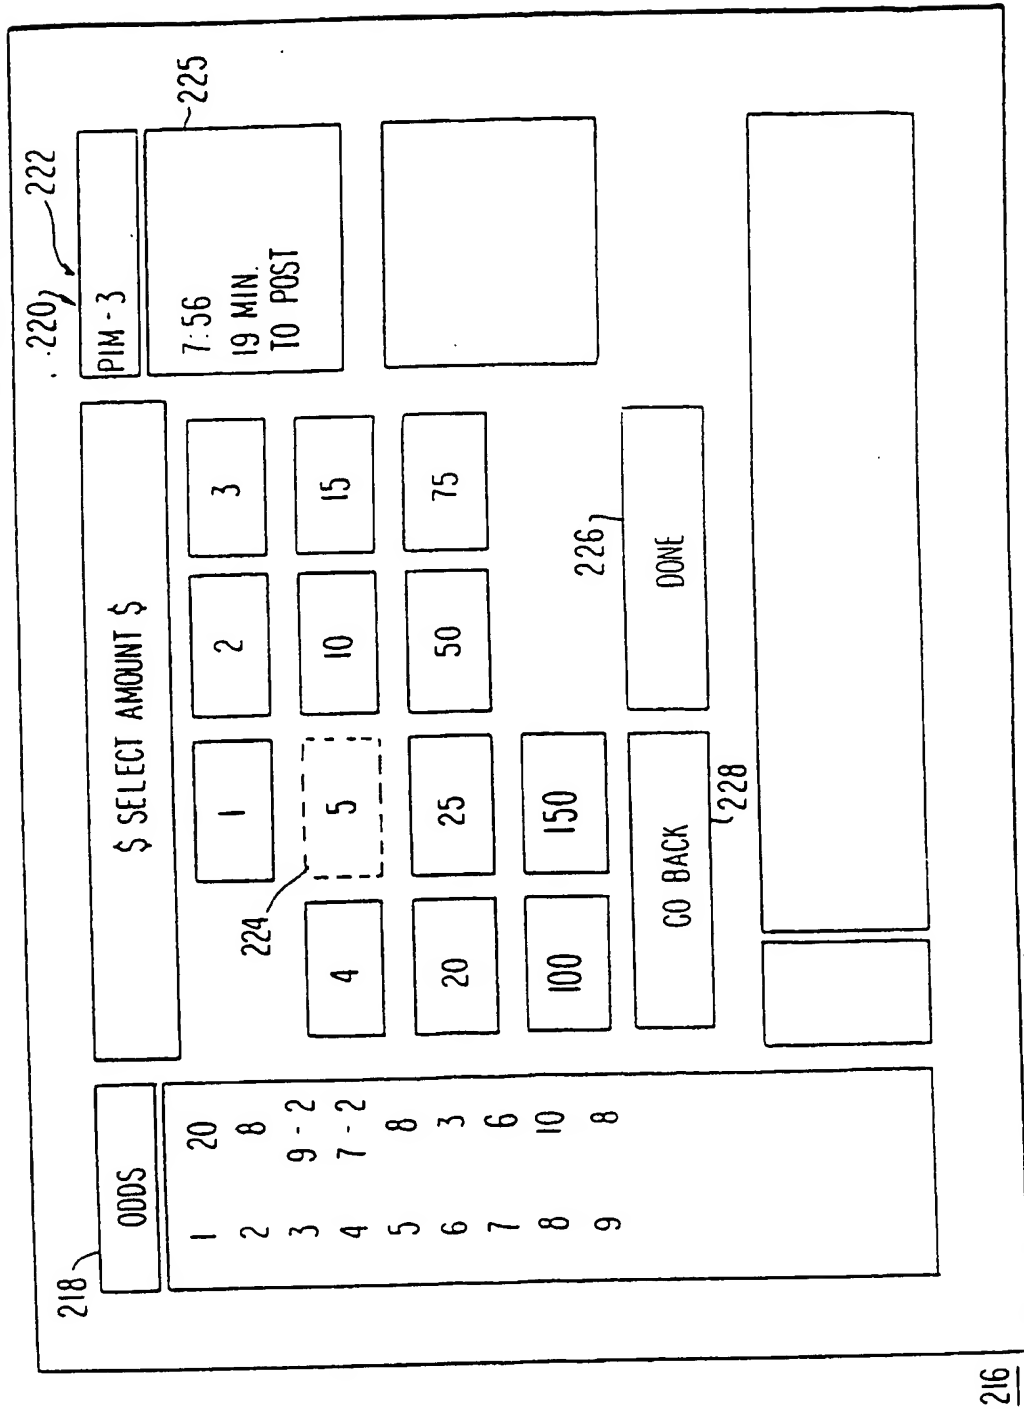 220 222
218 ODDS $ SELECT AMOUNT $ PIM - 3
225
1 20
2 8
3 9 - 2
4 7 - 2
5 8
6 3
7 6
8 10
9 8
1 2 3
224
4 5 10 15
20 25 50 75
100 150
226
GO BACK DONE
228
7:56
19 MIN.
TO POST
216